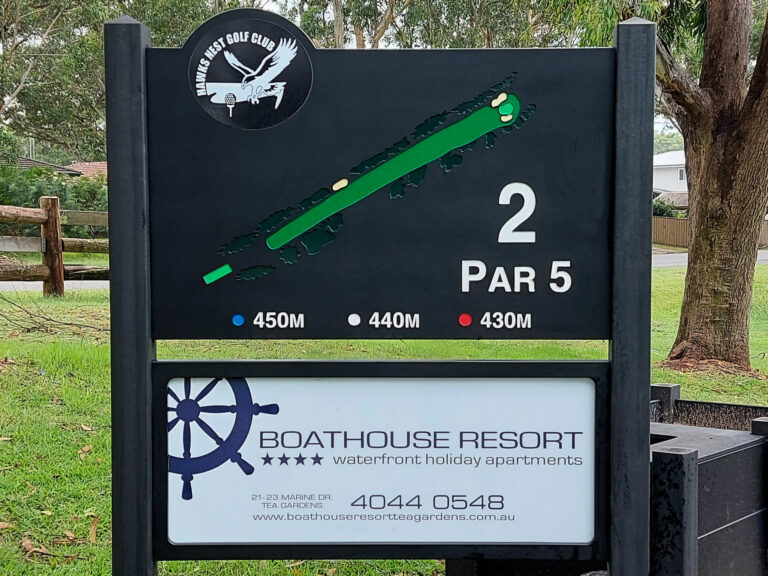 HAWKS NEST GOLF CLUB
2
PAR 5
450M 440M 430M
BOATHOUSE RESORT
★★★★ waterfront holiday apartments
21-23 MARINE DR.
TEA GARDENS
4044 0548
www.boathouseresortteagardens.com.au